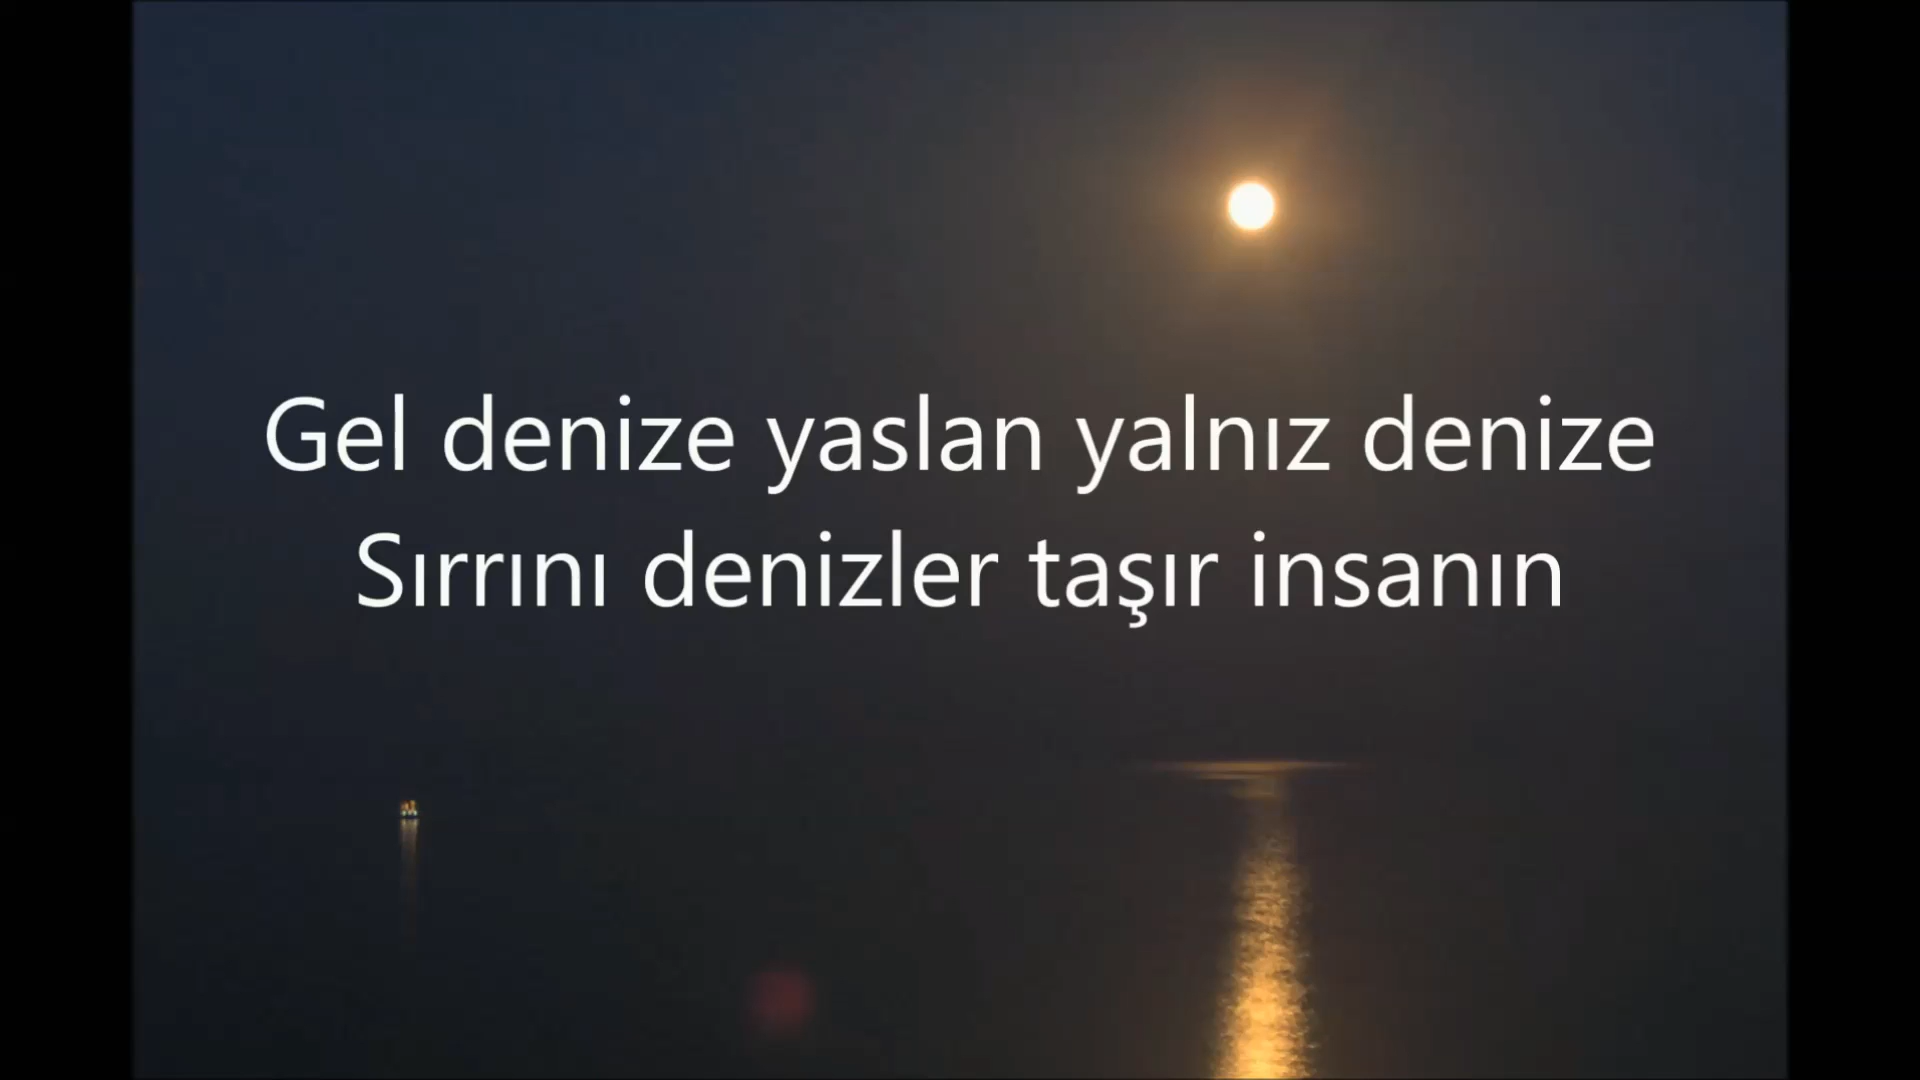 Gel denize yaslan yalnız denize
Sırrını denizler taşır insanın